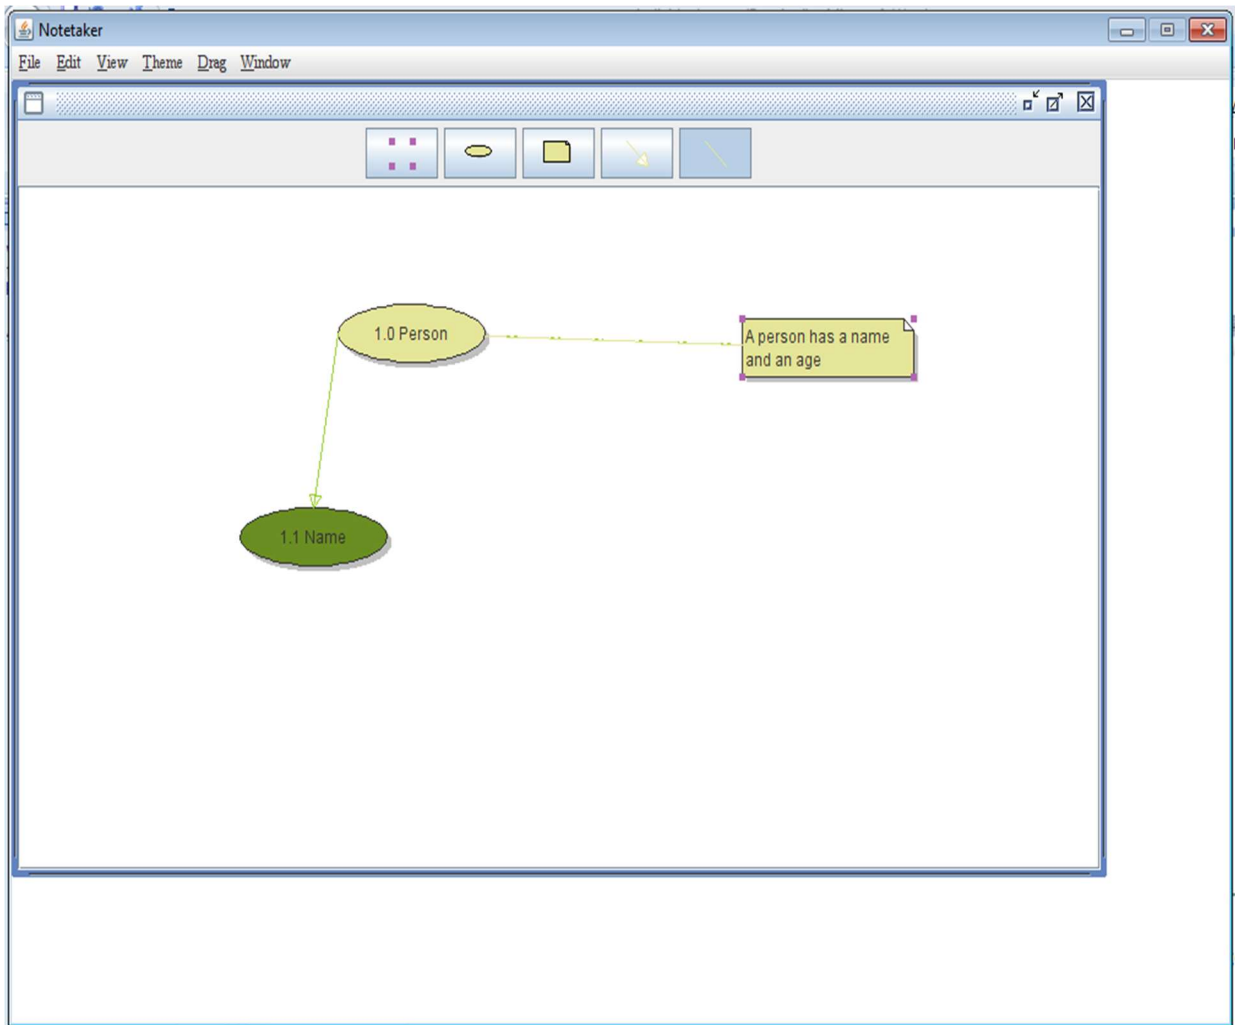 Notetaker
File Edit View Theme Drag Window
1.0 Person
A person has a name
and an age
1.1 Name